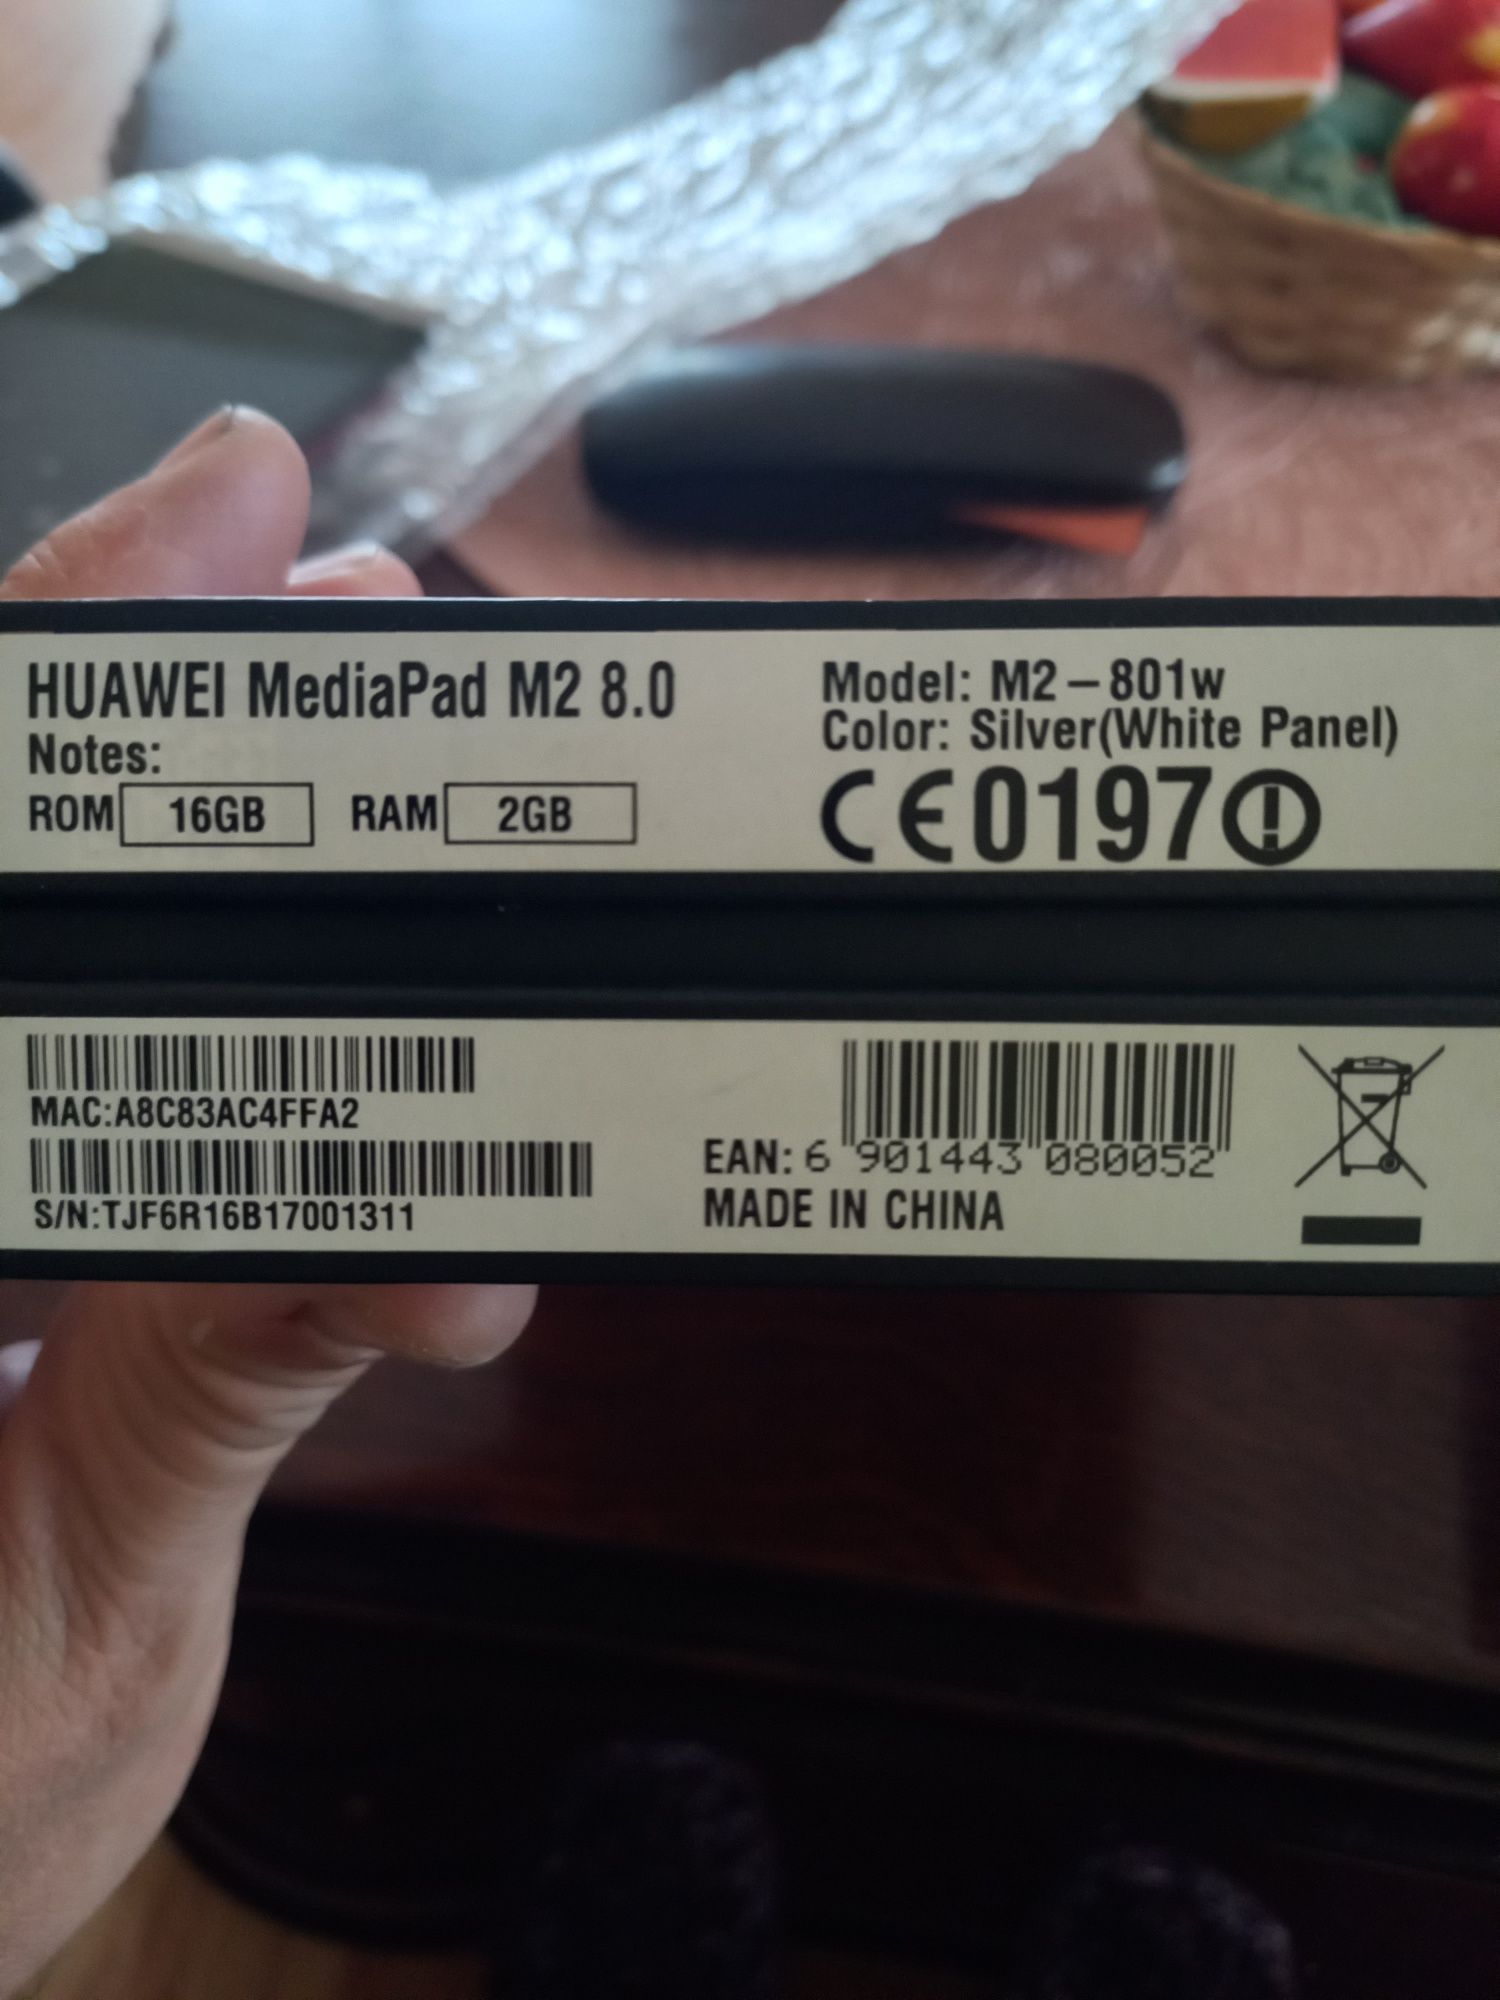 HUAWEI MediaPad M2 8.0
Notes:
ROM 16GB RAM 2GB
Model: M2-801w
Color: Silver(White Panel)
CE0197
MAC:A8C83AC4FFA2
S/N:TJF6R16B17001311
EAN: 6 901443 080052
MADE IN CHINA